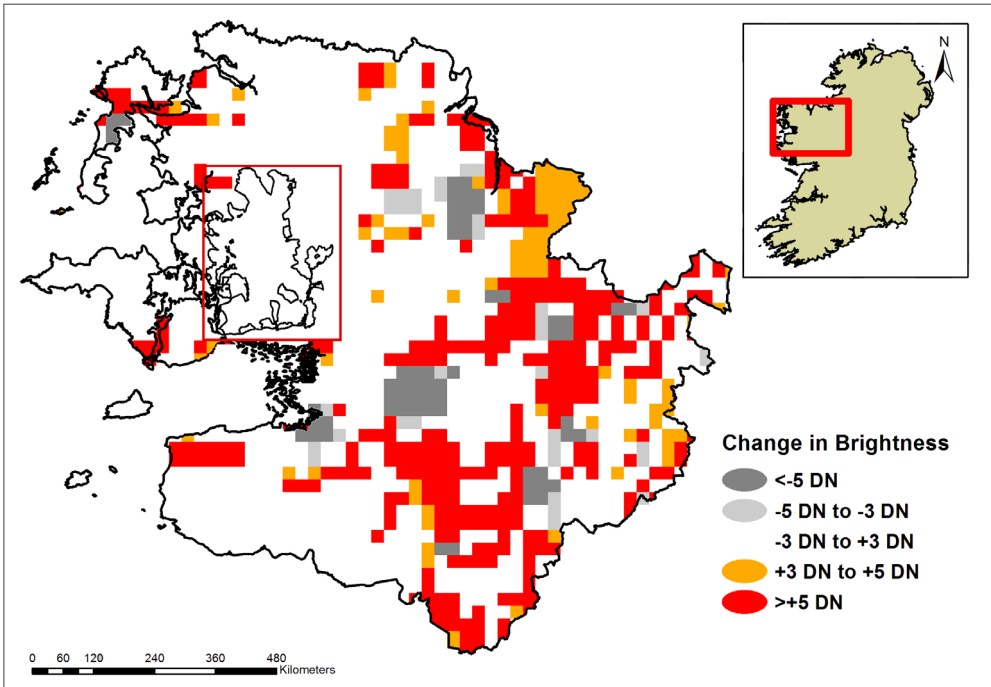 N
Change in Brightness
<-5 DN
-5 DN to -3 DN
-3 DN to +3 DN
+3 DN to +5 DN
>+5 DN
0 60 120 240 360 480
Kilometers